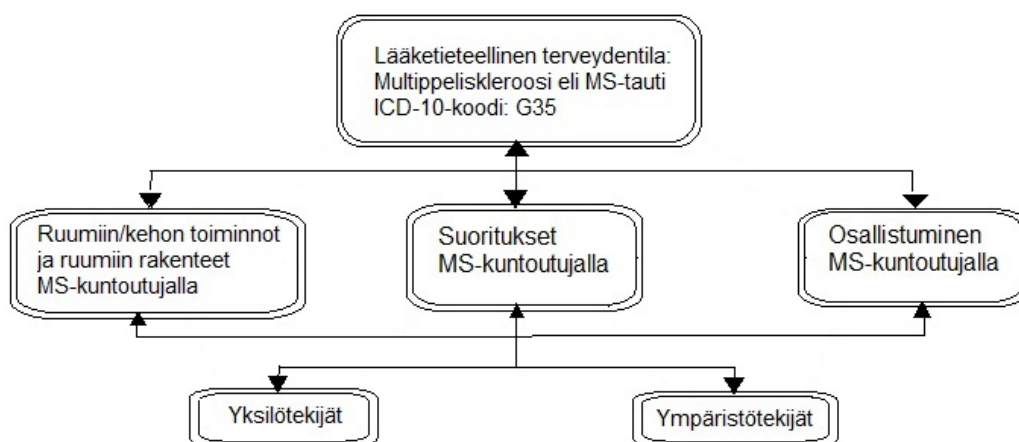 Lääketieteellinen terveydentila:
Multippeliskleroosi eli MS-tauti
ICD-10-koodi: G35
Ruumiin/kehon toiminnot
ja ruumiin rakenteet
MS-kuntoutujalla
Suoritukset
MS-kuntoutujalla
Osallistuminen
MS-kuntoutujalla
Yksilötekijät
Ympäristötekijät